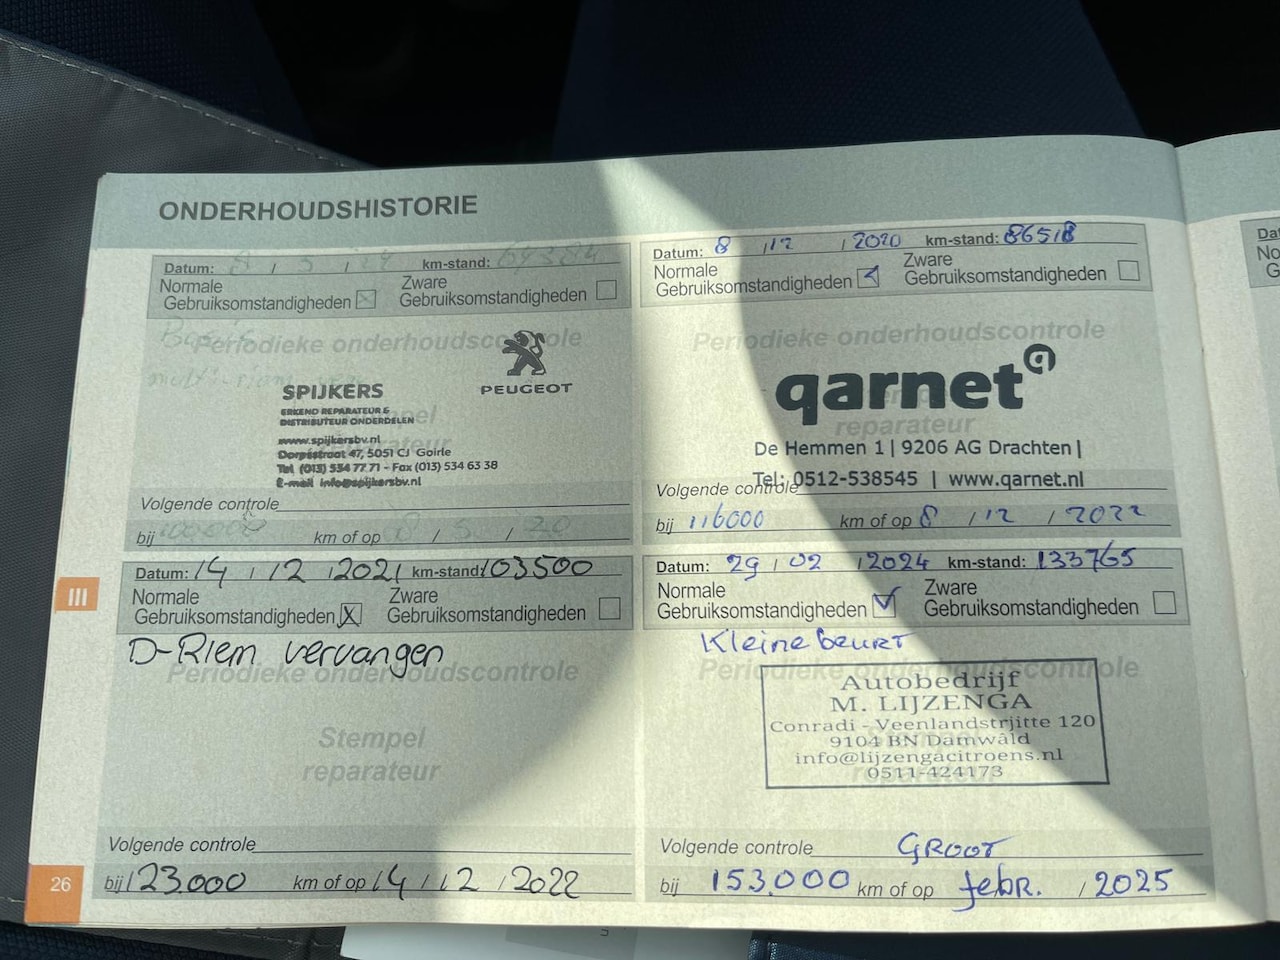 ONDERHOUDSHISTORIE
Datum: 8 / 5 / km-stand:
Normale
Gebruiksomstandigheden
Zware
Gebruiksomstandigheden
Periodieke onderhoudscontrole
PEUGEOT
SPIJKERS
ERKEND REPARATEUR &
DISTRIBUTEUR ONDERDELEN
www.spijkersbv.nl
Dorpsstraat 47, 5051 CJ Goirle
Tel (013) 534 77 71 - Fax (013) 534 63 38
E-mail info@spijkersbv.nl
Stempel
reparateur
Volgende controle
bij 100.000 km of op 8 / 5 / 20
Datum: 8 / 12 / 2020 km-stand: 86518
Normale
Gebruiksomstandigheden
Zware
Gebruiksomstandigheden
Periodieke onderhoudscontrole
qarnet
De Hemmen 1 | 9206 AG Drachten |
Tel: 0512-538545 | www.qarnet.nl
reparateur
Volgende controle
bij 116000 km of op 8 / 12 / 2022
III
Datum: 14 / 12 / 2021 km-stand: 103500
Normale
Gebruiksomstandigheden X
Zware
Gebruiksomstandigheden
D-Riem vervangen
Periodieke onderhoudscontrole
Stempel
reparateur
Volgende controle
bij 123.000 km of op 14 / 12 / 2022
Datum: 29 / 02 / 2024 km-stand: 133765
Normale
Gebruiksomstandigheden
Zware
Gebruiksomstandigheden
Kleine beurt
Periodieke onderhoudscontrole
Autobedrijf
M. LIJZENGA
Conradi - Veenlandstrjitte 120
9104 BN Damwâld
info@lijzengacitroens.nl
0511-424173
Stempel
reparateur
Volgende controle GROOT
bij 153.000 km of op febr. / 2025
26